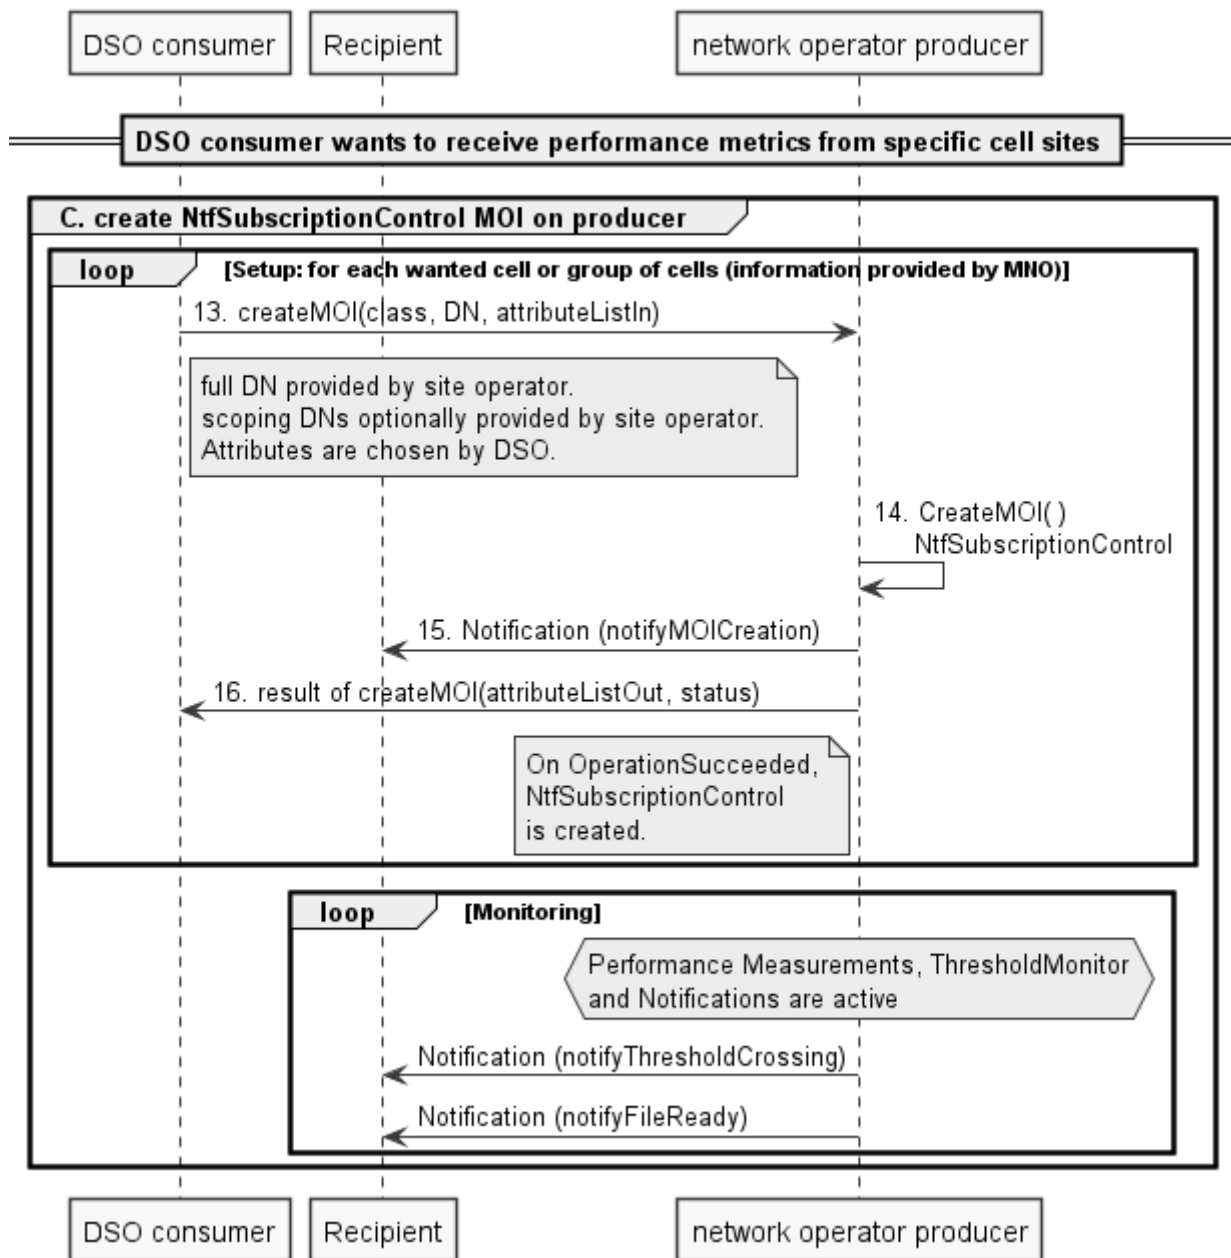 DSO consumer
Recipient
network operator producer
DSO consumer wants to receive performance metrics from specific cell sites
C. create NtfSubscriptionControl MOI on producer
loop
[Setup: for each wanted cell or group of cells (information provided by MNO)]
13. createMOI(class, DN, attributeListIn)
full DN provided by site operator.
scoping DNs optionally provided by site operator.
Attributes are chosen by DSO.
14. CreateMOI( )
NtfSubscriptionControl
15. Notification (notifyMOICreation)
16. result of createMOI(attributeListOut, status)
On OperationSucceeded,
NtfSubscriptionControl
is created.
loop
[Monitoring]
Performance Measurements, ThresholdMonitor
and Notifications are active
Notification (notifyThresholdCrossing)
Notification (notifyFileReady)
DSO consumer
Recipient
network operator producer